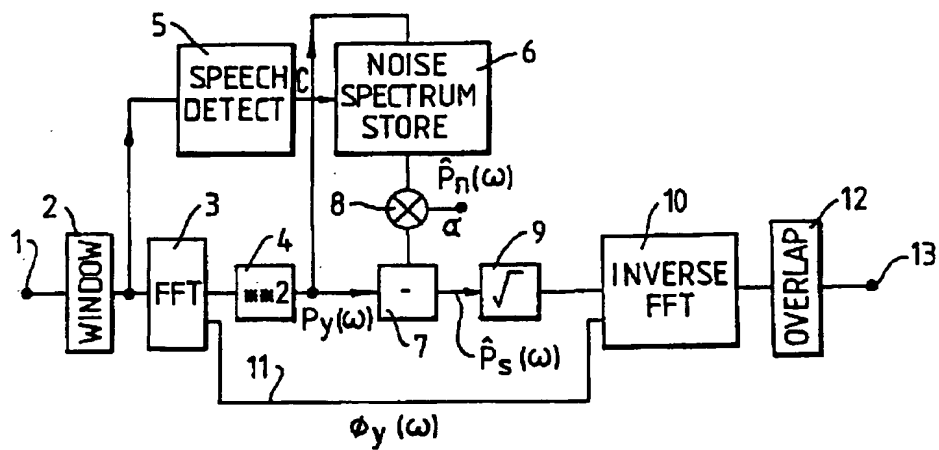 5
SPEECH
DETECT
C
NOISE
SPECTRUM
STORE
6
P̂n(ω)
8
α
1
2
WINDOW
3
FFT
4
**2
Py(ω)
-
7
P̂s(ω)
9
√
10
INVERSE
FFT
12
OVERLAP
13
11
ϕy(ω)